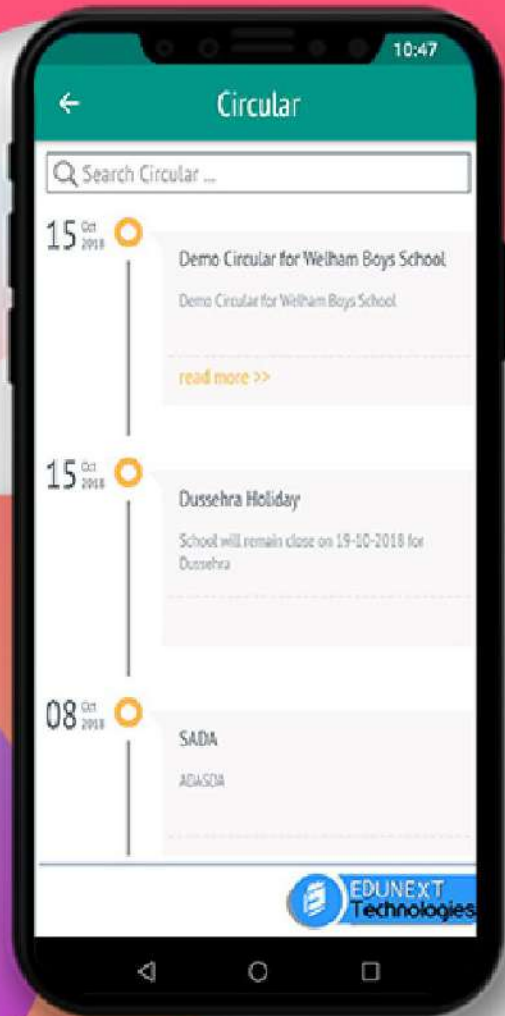 10:47
Circular
Search Circular ...
15 Oct 2018
Demo Circular for Welham Boys School
Demo Circular for Welham Boys School
read more >>
15 Oct 2018
Dussehra Holiday
School will remain close on 19-10-2018 for
Dussehra
08 Oct 2018
SADA
ADASDA
EDUNEXT
Technologies